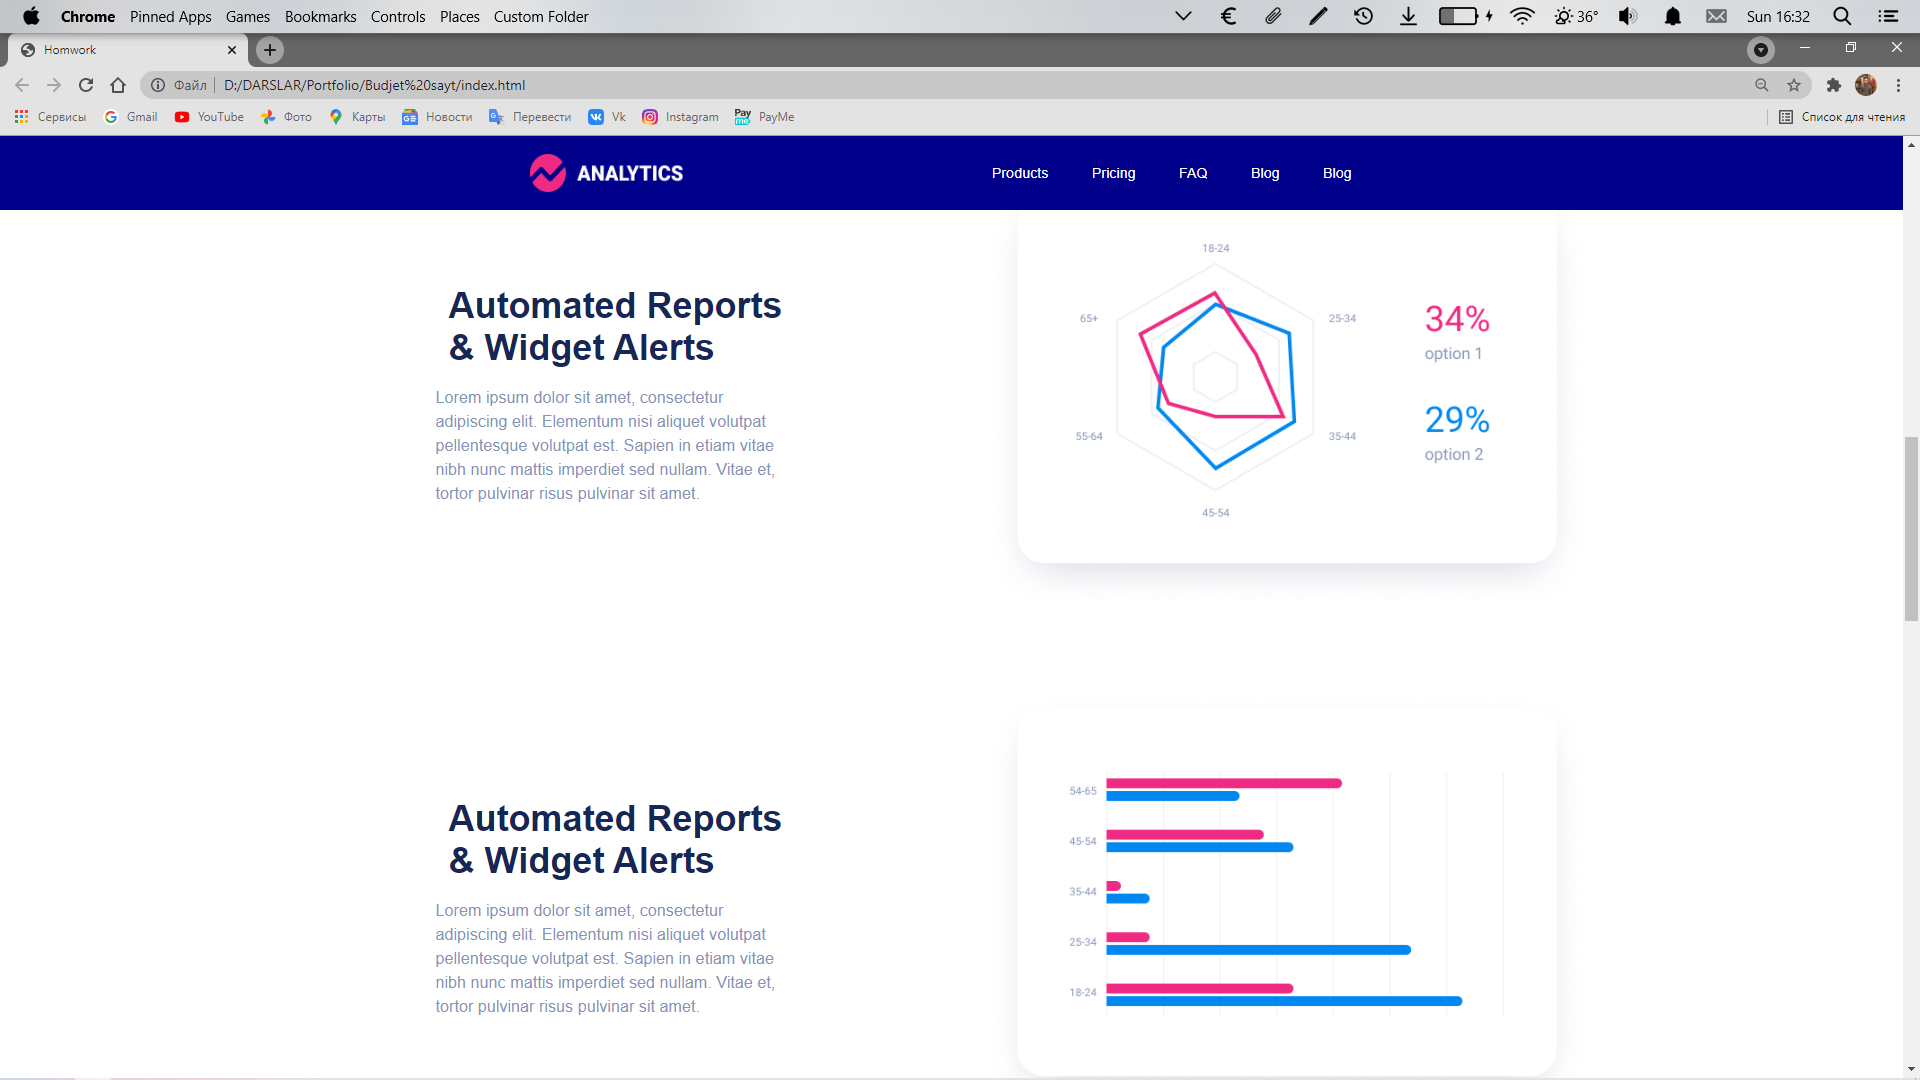 Chrome Pinned Apps Games Bookmarks Controls Places Custom Folder
36° Sun 16:32
Homwork
Файл D:/DARSLAR/Portfolio/Budjet%20sayt/index.html
Сервисы Gmail YouTube Фото Карты Новости Перевести Vk Instagram PayMe Список для чтения
ANALYTICS Products Pricing FAQ Blog Blog
Automated Reports
& Widget Alerts
Lorem ipsum dolor sit amet, consectetur
adipiscing elit. Elementum nisi aliquet volutpat
pellentesque volutpat est. Sapien in etiam vitae
nibh nunc mattis imperdiet sed nullam. Vitae et,
tortor pulvinar risus pulvinar sit amet.
18-24
65+ 25-34
55-64 35-44
45-54
34%
option 1
29%
option 2
Automated Reports
& Widget Alerts
Lorem ipsum dolor sit amet, consectetur
adipiscing elit. Elementum nisi aliquet volutpat
pellentesque volutpat est. Sapien in etiam vitae
nibh nunc mattis imperdiet sed nullam. Vitae et,
tortor pulvinar risus pulvinar sit amet.
54-65
45-54
35-44
25-34
18-24